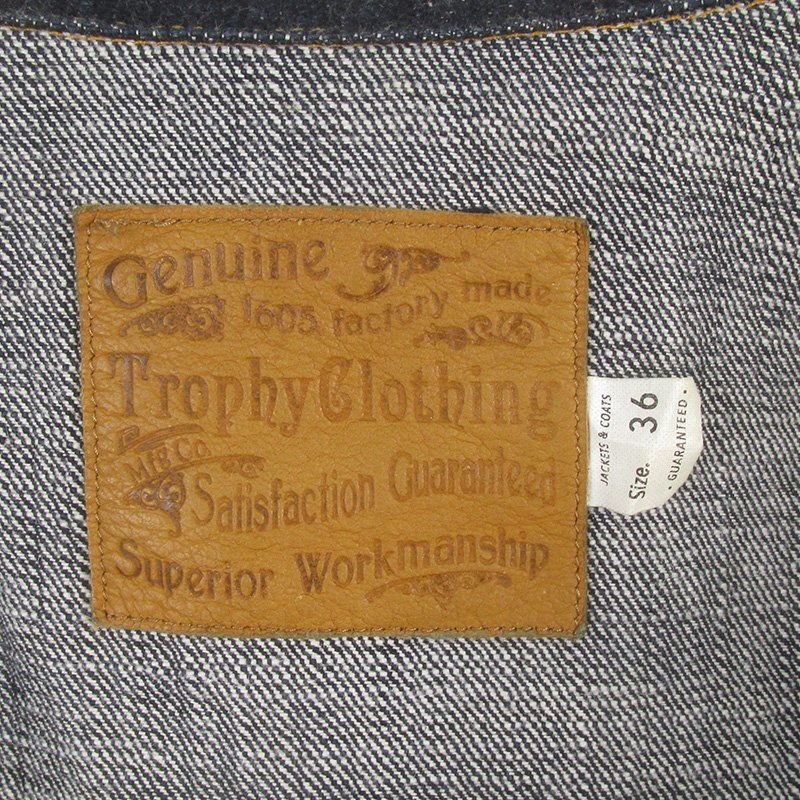 Genuine
1605 factory made
Trophy Clothing
Mfg Co
Satisfaction Guaranteed
Superior Workmanship
JACKETS & COATS
Size. 36
· GUARANTEED ·